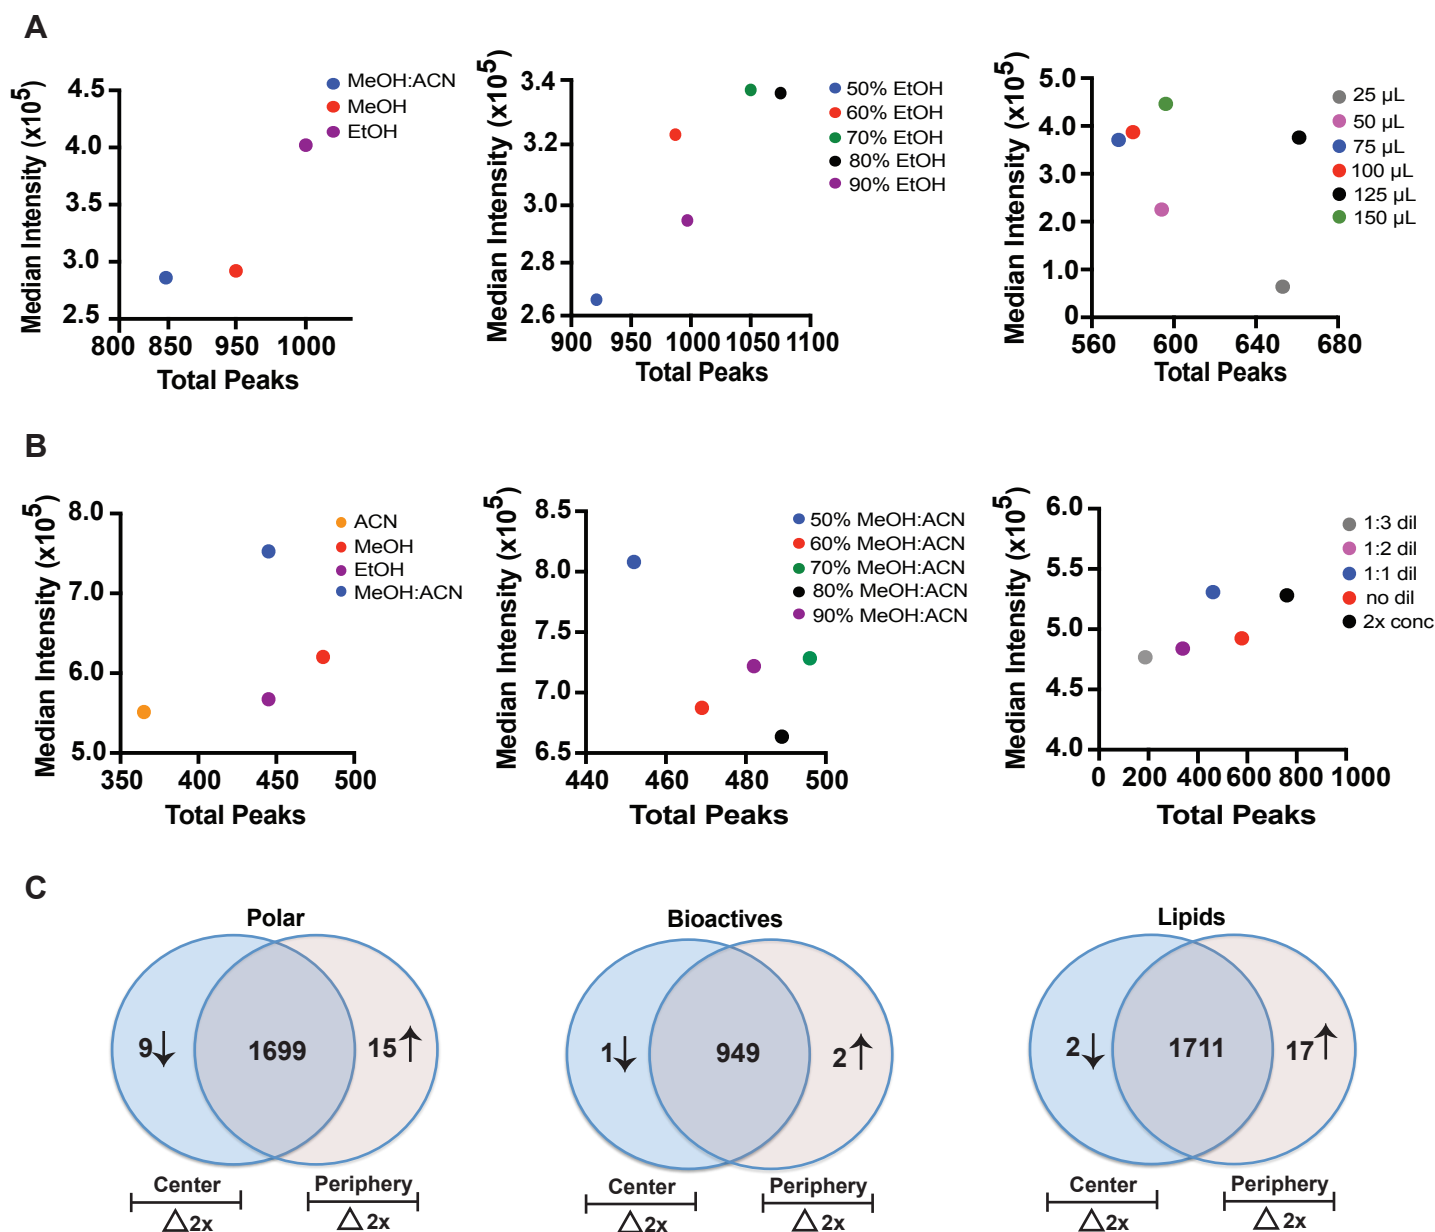 A
Median Intensity (x10^5)
4.5
4.0
3.5
3.0
2.5
800 850 950 1000
Total Peaks
MeOH:ACN
MeOH
EtOH
Median Intensity (x10^5)
3.4
3.2
3.0
2.8
2.6
900 950 1000 1050 1100
Total Peaks
50% EtOH
60% EtOH
70% EtOH
80% EtOH
90% EtOH
Median Intensity (x10^5)
5.0
4.0
3.0
2.0
1.0
0
560 600 640 680
Total Peaks
25 µL
50 µL
75 µL
100 µL
125 µL
150 µL
B
Median Intensity (x10^5)
8.0
7.0
6.0
5.0
350 400 450 500
Total Peaks
ACN
MeOH
EtOH
MeOH:ACN
Median Intensity (x10^5)
8.5
8.0
7.5
7.0
6.5
440 460 480 500
Total Peaks
50% MeOH:ACN
60% MeOH:ACN
70% MeOH:ACN
80% MeOH:ACN
90% MeOH:ACN
Median Intensity (x10^5)
6.0
5.5
5.0
4.5
4.0
0 200 400 600 800 1000
Total Peaks
1:3 dil
1:2 dil
1:1 dil
no dil
2x conc
C
Polar
9↓ 1699 15↑
Center Periphery
△2x △2x
Bioactives
1↓ 949 2↑
Center Periphery
△2x △2x
Lipids
2↓ 1711 17↑
Center Periphery
△2x △2x